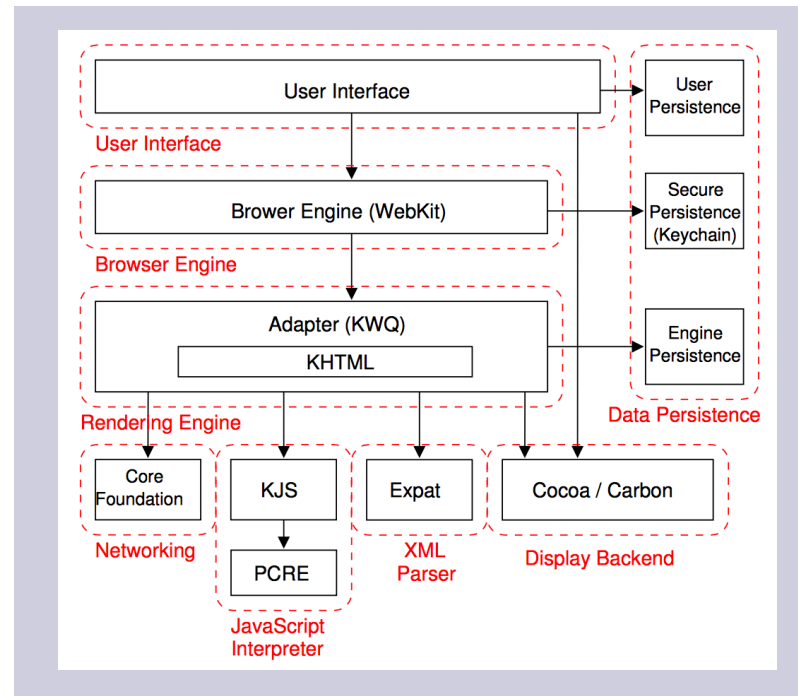 User Interface
User
Persistence
User Interface
Brower Engine (WebKit)
Secure
Persistence
(Keychain)
Browser Engine
Adapter (KWQ)
KHTML
Engine
Persistence
Rendering Engine
Data Persistence
Core
Foundation
KJS
Expat
Cocoa / Carbon
Networking
PCRE
XML
Parser
Display Backend
JavaScript
Interpreter